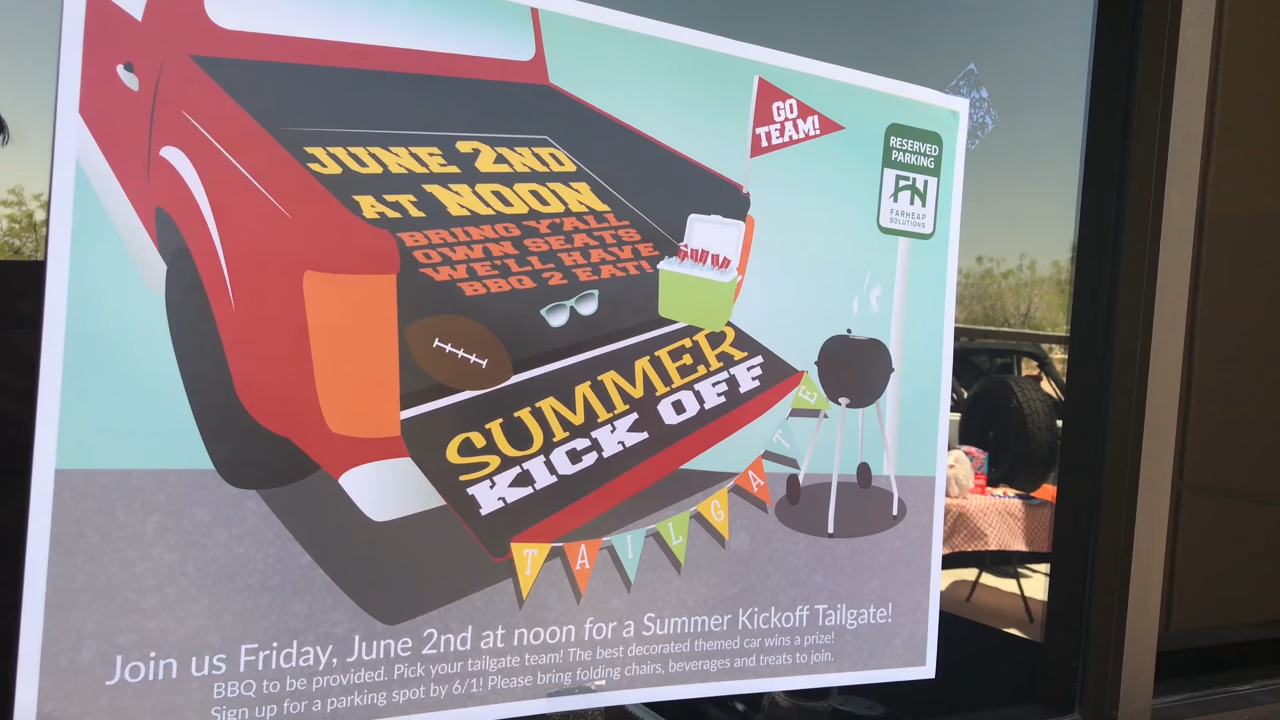 GO
TEAM!
RESERVED
PARKING
FH
FARHEAP
SOLUTIONS
JUNE 2ND
AT NOON
BRING Y'ALL
OWN SEATS
WE'LL HAVE
BBQ 2 EAT!
SUMMER
KICK OFF
TAILGATE
Join us Friday, June 2nd at noon for a Summer Kickoff Tailgate!
BBQ to be provided. Pick your tailgate team! The best decorated themed car wins a prize!
Sign up for a parking spot by 6/1! Please bring folding chairs, beverages and treats to join.